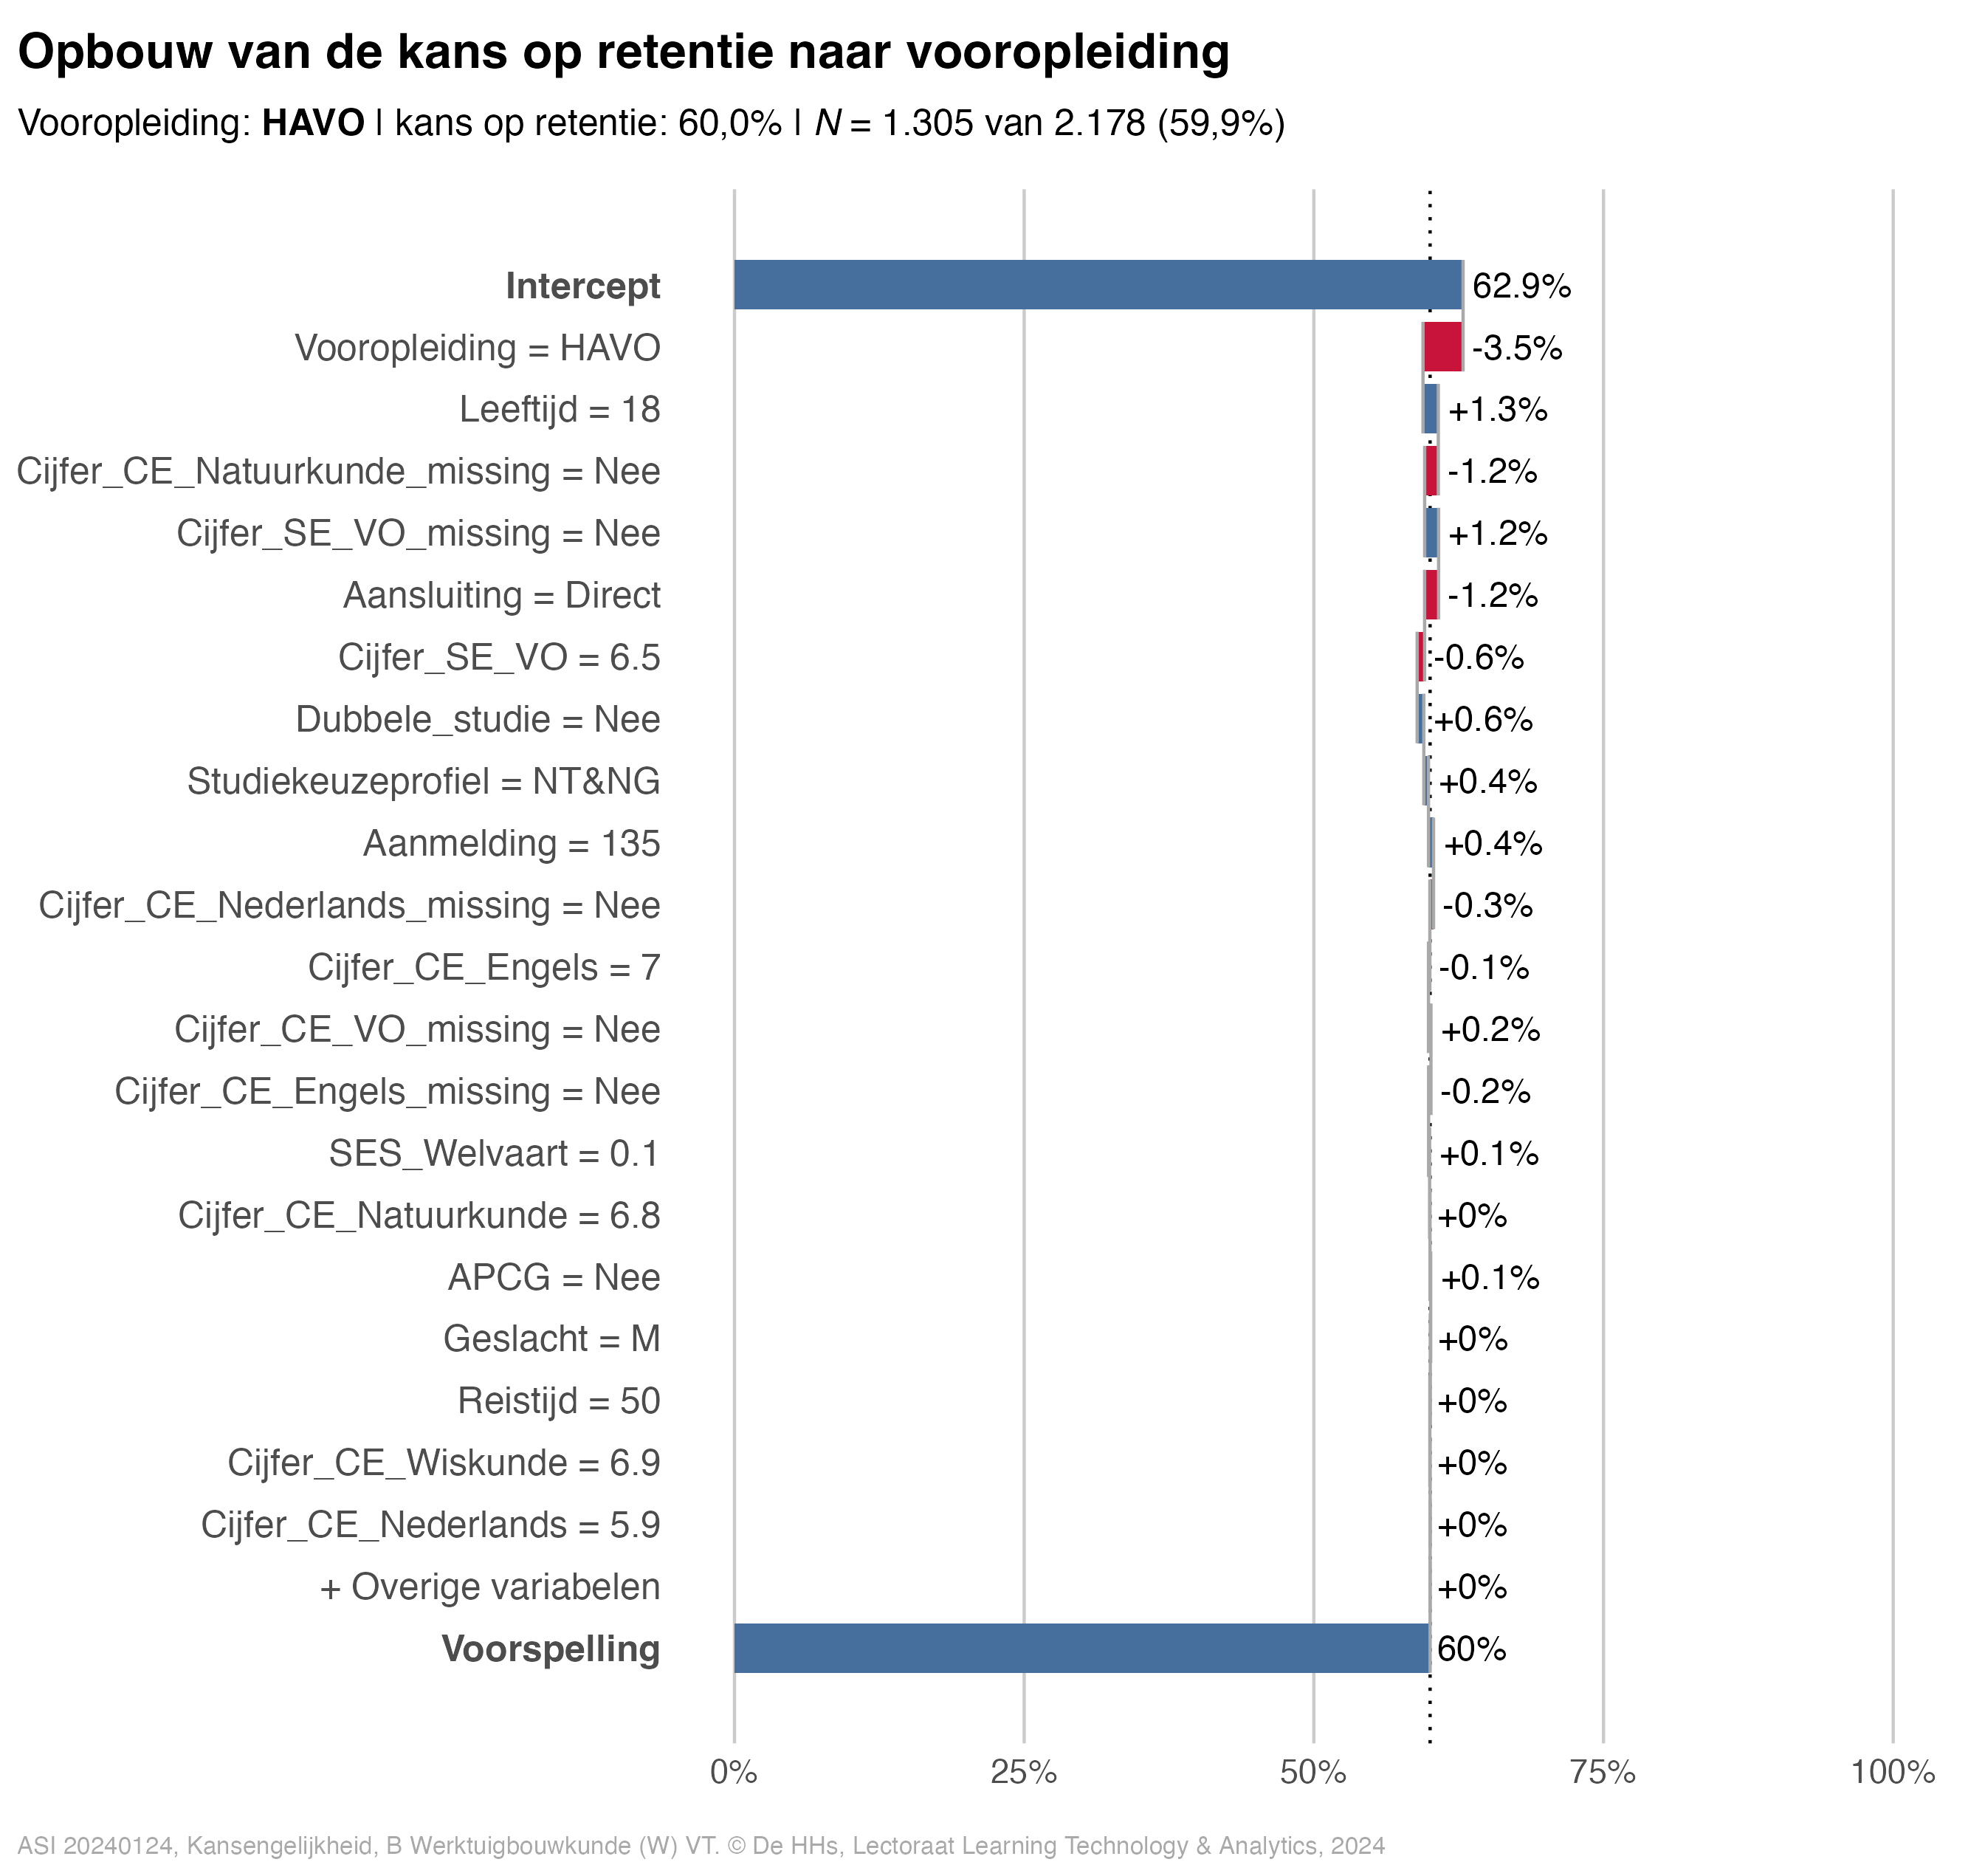 Opbouw van de kans op retentie naar vooropleiding
Vooropleiding: HAVO | kans op retentie: 60,0% | N = 1.305 van 2.178 (59,9%)
Intercept 62.9%
Vooropleiding = HAVO -3.5%
Leeftijd = 18 +1.3%
Cijfer_CE_Natuurkunde_missing = Nee -1.2%
Cijfer_SE_VO_missing = Nee +1.2%
Aansluiting = Direct -1.2%
Cijfer_SE_VO = 6.5 -0.6%
Dubbele_studie = Nee +0.6%
Studiekeuzeprofiel = NT&NG +0.4%
Aanmelding = 135 +0.4%
Cijfer_CE_Nederlands_missing = Nee -0.3%
Cijfer_CE_Engels = 7 -0.1%
Cijfer_CE_VO_missing = Nee +0.2%
Cijfer_CE_Engels_missing = Nee -0.2%
SES_Welvaart = 0.1 +0.1%
Cijfer_CE_Natuurkunde = 6.8 +0%
APCG = Nee +0.1%
Geslacht = M +0%
Reistijd = 50 +0%
Cijfer_CE_Wiskunde = 6.9 +0%
Cijfer_CE_Nederlands = 5.9 +0%
+ Overige variabelen +0%
Voorspelling 60%
0% 25% 50% 75% 100%
ASI 20240124, Kansengelijkheid, B Werktuigbouwkunde (W) VT. © De HHs, Lectoraat Learning Technology & Analytics, 2024